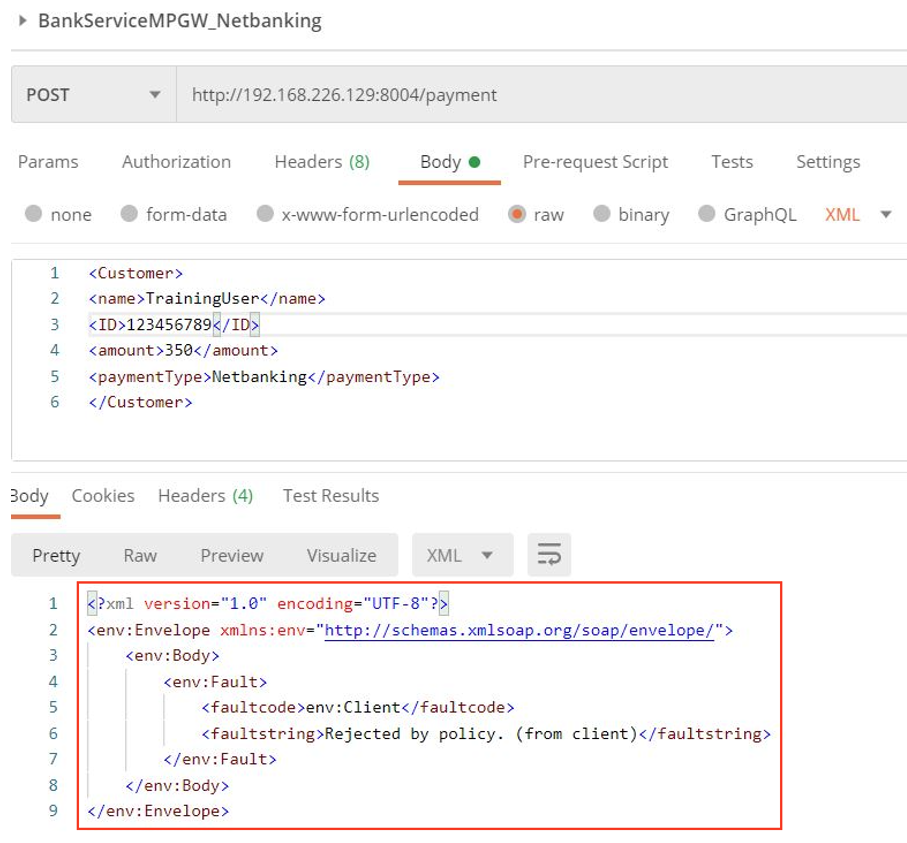 BankServiceMPGW_Netbanking
POST http://192.168.226.129:8004/payment
Params Authorization Headers (8) Body Pre-request Script Tests Settings
none form-data x-www-form-urlencoded raw binary GraphQL XML
1 <Customer>
2 <name>TrainingUser</name>
3 <ID>123456789</ID>
4 <amount>350</amount>
5 <paymentType>Netbanking</paymentType>
6 </Customer>
Body Cookies Headers (4) Test Results
Pretty Raw Preview Visualize XML
1 <?xml version="1.0" encoding="UTF-8"?>
2 <env:Envelope xmlns:env="http://schemas.xmlsoap.org/soap/envelope/">
3 <env:Body>
4 <env:Fault>
5 <faultcode>env:Client</faultcode>
6 <faultstring>Rejected by policy. (from client)</faultstring>
7 </env:Fault>
8 </env:Body>
9 </env:Envelope>